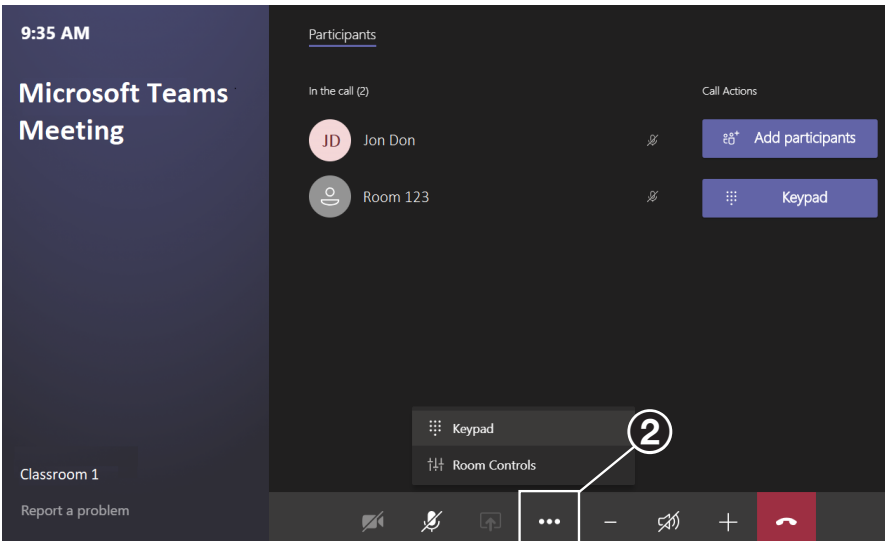 9:35 AM
Microsoft Teams
Meeting
Participants
In the call (2)
Call Actions
JD Jon Don
Add participants
Room 123
Keypad
Keypad
2
Room Controls
Classroom 1
Report a problem